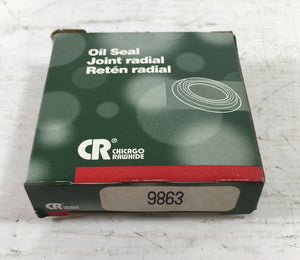 Oil Seal
Joint radial
Retén radial
CR® CHICAGO
RAWHIDE
CR
9863